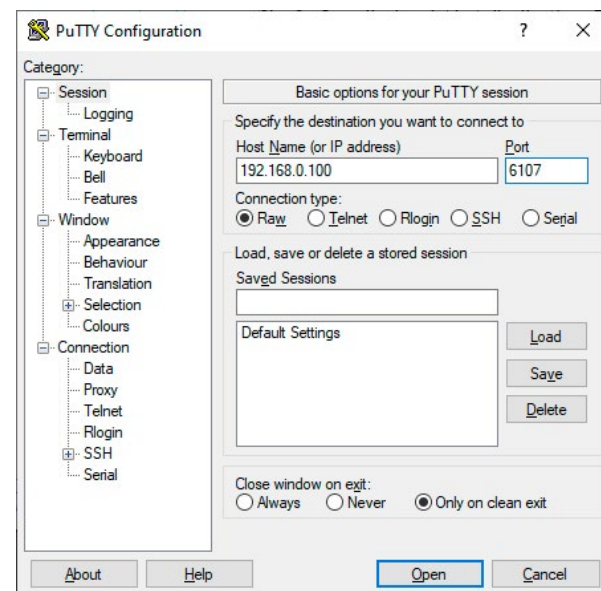 PuTTY Configuration ? ×
Category:
Session
Logging
Terminal
Keyboard
Bell
Features
Window
Appearance
Behaviour
Translation
Selection
Colours
Connection
Data
Proxy
Telnet
Rlogin
SSH
Serial
Basic options for your PuTTY session
Specify the destination you want to connect to
Host Name (or IP address) Port
192.168.0.100 6107
Connection type:
Raw Telnet Rlogin SSH Serial
Load, save or delete a stored session
Saved Sessions
Default Settings
Load
Save
Delete
Close window on exit:
Always Never Only on clean exit
About Help Open Cancel